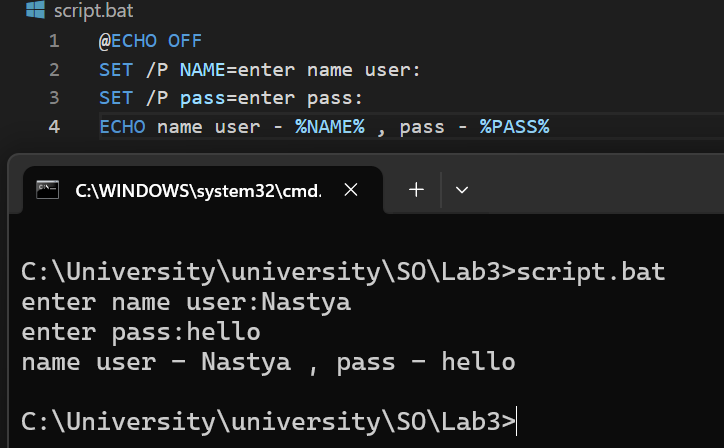 script.bat
1 @ECHO OFF
2 SET /P NAME=enter name user:
3 SET /P pass=enter pass:
4 ECHO name user - %NAME% , pass - %PASS%
C:\WINDOWS\system32\cmd.
C:\University\university\SO\Lab3>script.bat
enter name user:Nastya
enter pass:hello
name user - Nastya , pass - hello
C:\University\university\SO\Lab3>